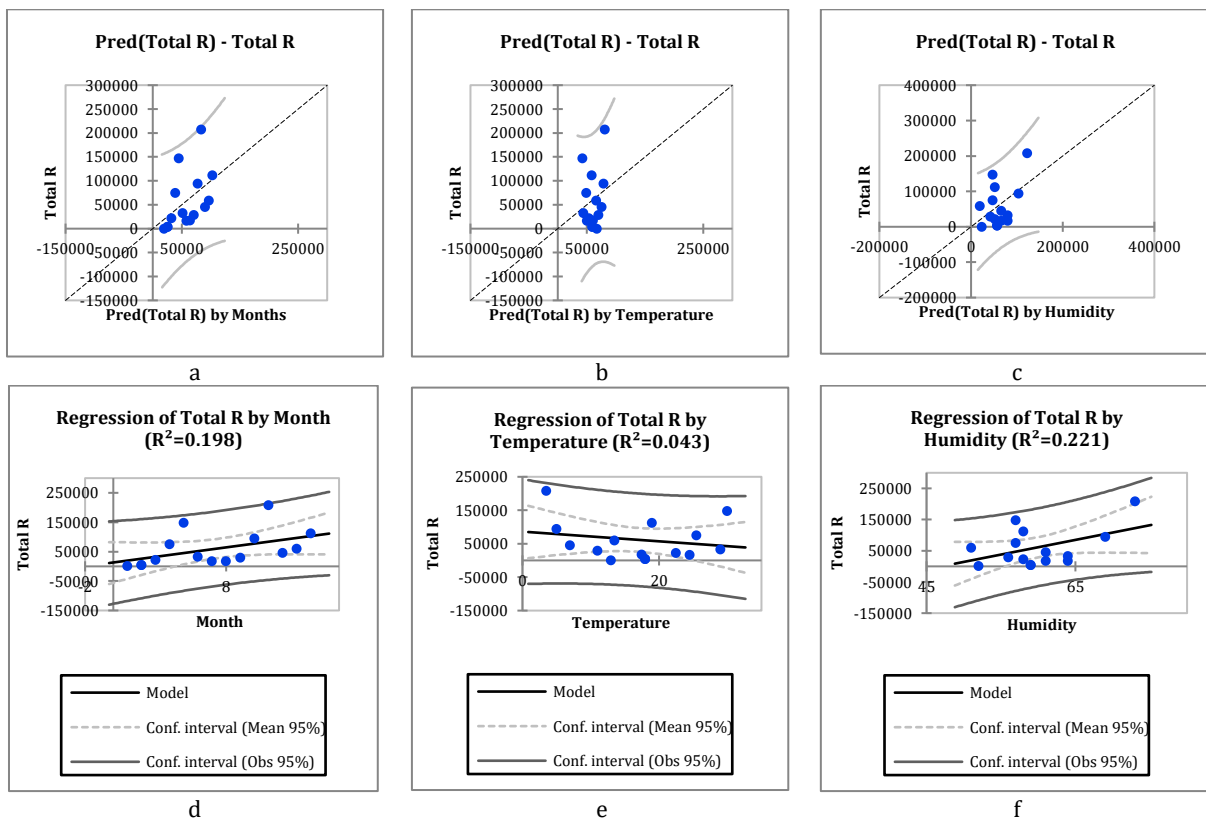 Pred(Total R) - Total R
300000
250000
200000
150000
100000
50000
0
-50000
-100000
-150000
-150000
50000
250000
Total R
Pred(Total R) by Months
a
Pred(Total R) - Total R
300000
250000
200000
150000
100000
50000
0
-50000
-100000
-150000
-150000
50000
250000
Total R
Pred(Total R) by Temperature
b
Pred(Total R) - Total R
400000
300000
200000
100000
0
-100000
-200000
-200000
0
200000
400000
Total R
Pred(Total R) by Humidity
c
Regression of Total R by Month
(R²=0.198)
250000
150000
50000
-50000
-150000
-2
8
Total R
Month
Model
Conf. interval (Mean 95%)
Conf. interval (Obs 95%)
d
Regression of Total R by
Temperature (R²=0.043)
250000
150000
50000
-50000
-150000
0
20
Total R
Temperature
Model
Conf. interval (Mean 95%)
Conf. interval (Obs 95%)
e
Regression of Total R by
Humidity (R²=0.221)
250000
150000
50000
-50000
-150000
45
65
Total R
Humidity
Model
Conf. interval (Mean 95%)
Conf. interval (Obs 95%)
f